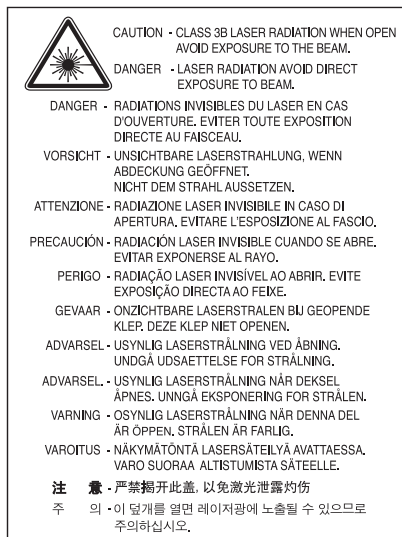 CAUTION - CLASS 3B LASER RADIATION WHEN OPEN
AVOID EXPOSURE TO THE BEAM.
DANGER - LASER RADIATION AVOID DIRECT
EXPOSURE TO BEAM.
DANGER - RADIATIONS INVISIBLES DU LASER EN CAS
D'OUVERTURE. EVITER TOUTE EXPOSITION
DIRECTE AU FAISCEAU.
VORSICHT - UNSICHTBARE LASERSTRAHLUNG, WENN
ABDECKUNG GEÖFFNET.
NICHT DEM STRAHL AUSSETZEN.
ATTENZIONE - RADIAZIONE LASER INVISIBILE IN CASO DI
APERTURA. EVITARE L'ESPOSIZIONE AL FASCIO.
PRECAUCIÓN - RADIACIÓN LASER INVISIBLE CUANDO SE ABRE.
EVITAR EXPONERSE AL RAYO.
PERIGO - RADIAÇÃO LASER INVISÍVEL AO ABRIR. EVITE
EXPOSIÇÃO DIRECTA AO FEIXE.
GEVAAR - ONZICHTBARE LASERSTRALEN BIJ GEOPENDE
KLEP. DEZE KLEP NIET OPENEN.
ADVARSEL - USYNLIG LASERSTRÅLNING VED ÅBNING.
UNDGÅ UDSAETTELSE FOR STRÅLNING.
ADVARSEL. - USYNLIG LASERSTRÅLNING NÅR DEKSEL
ÅPNES. UNNGÅ EKSPONERING FOR STRÅLEN.
VARNING - OSYNLIG LASERSTRÅLNING NÄR DENNA DEL
ÄR ÖPPEN. STRÅLEN ÄR FARLIG.
VAROITUS - NÄKYMÄTÖNTÄ LASERSÄTEILYÄ AVATTAESSA.
VARO SUORAA ALTISTUMISTA SÄTEELLE.
注 意 - 严禁揭开此盖, 以免激光泄露灼伤
주 의 - 이 덮개를 열면 레이저광에 노출될 수 있으므로
주의하십시오.